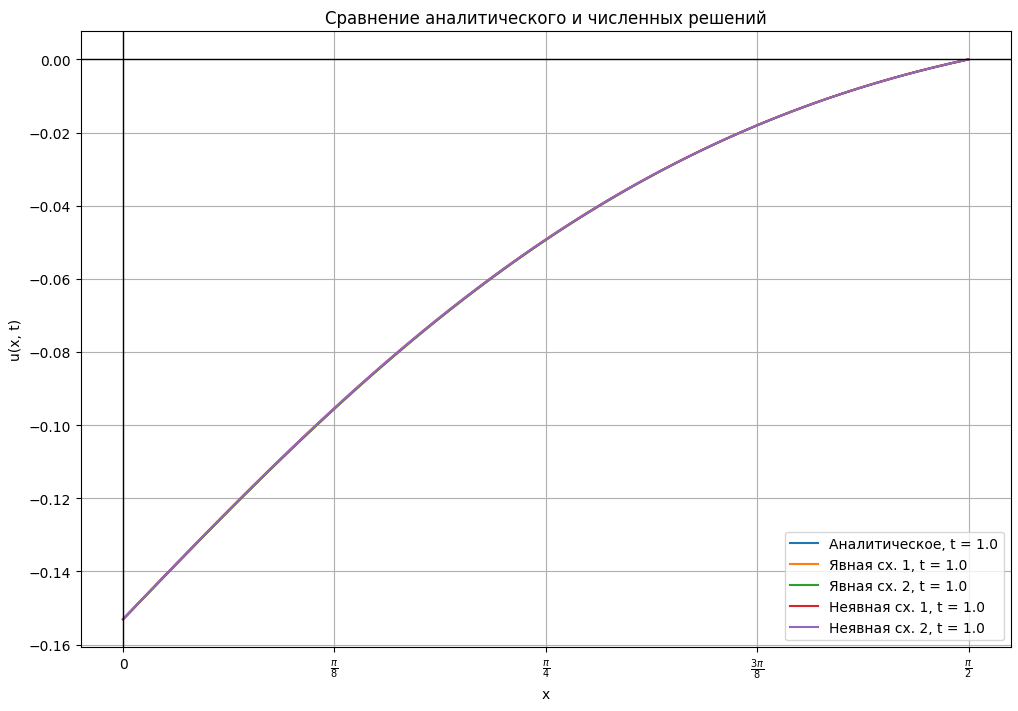 Сравнение аналитического и численных решений
u(x, t)
0.00
−0.02
−0.04
−0.06
−0.08
−0.10
−0.12
−0.14
−0.16
Аналитическое, t = 1.0
Явная сх. 1, t = 1.0
Явная сх. 2, t = 1.0
Неявная сх. 1, t = 1.0
Неявная сх. 2, t = 1.0
0 π/8 π/4 3π/8 π/2
x